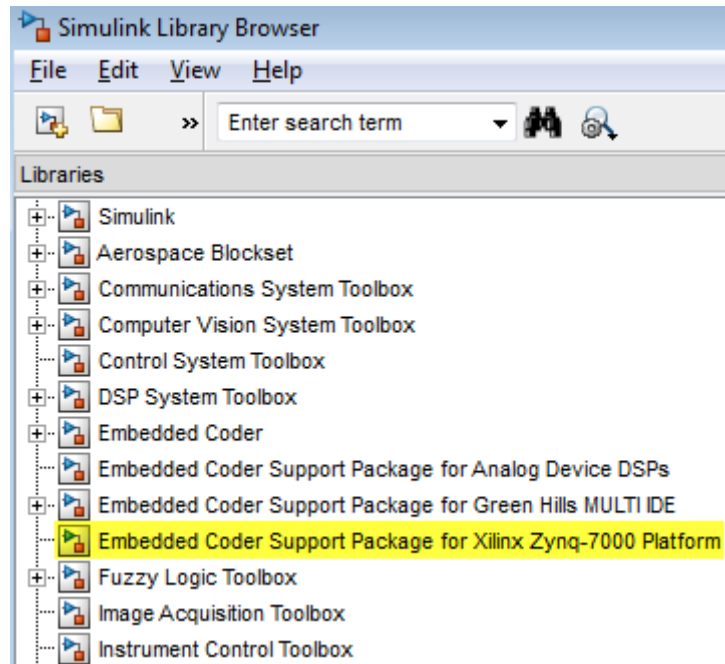 Simulink Library Browser
File Edit View Help
» Enter search term
Libraries
Simulink
Aerospace Blockset
Communications System Toolbox
Computer Vision System Toolbox
Control System Toolbox
DSP System Toolbox
Embedded Coder
Embedded Coder Support Package for Analog Device DSPs
Embedded Coder Support Package for Green Hills MULTI IDE
Embedded Coder Support Package for Xilinx Zynq-7000 Platform
Fuzzy Logic Toolbox
Image Acquisition Toolbox
Instrument Control Toolbox